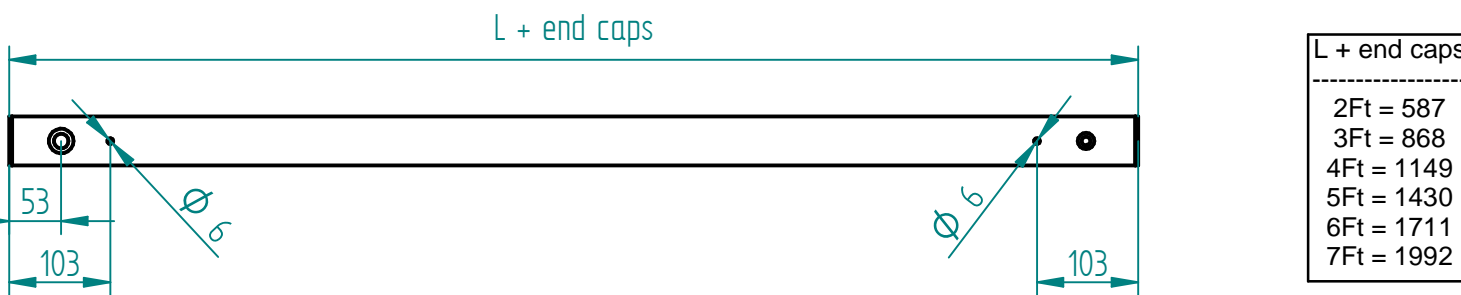 L + end caps
53
103
Ø 6
Ø 6
103
L + end caps
--------------------
2Ft = 587
3Ft = 868
4Ft = 1149
5Ft = 1430
6Ft = 1711
7Ft = 1992